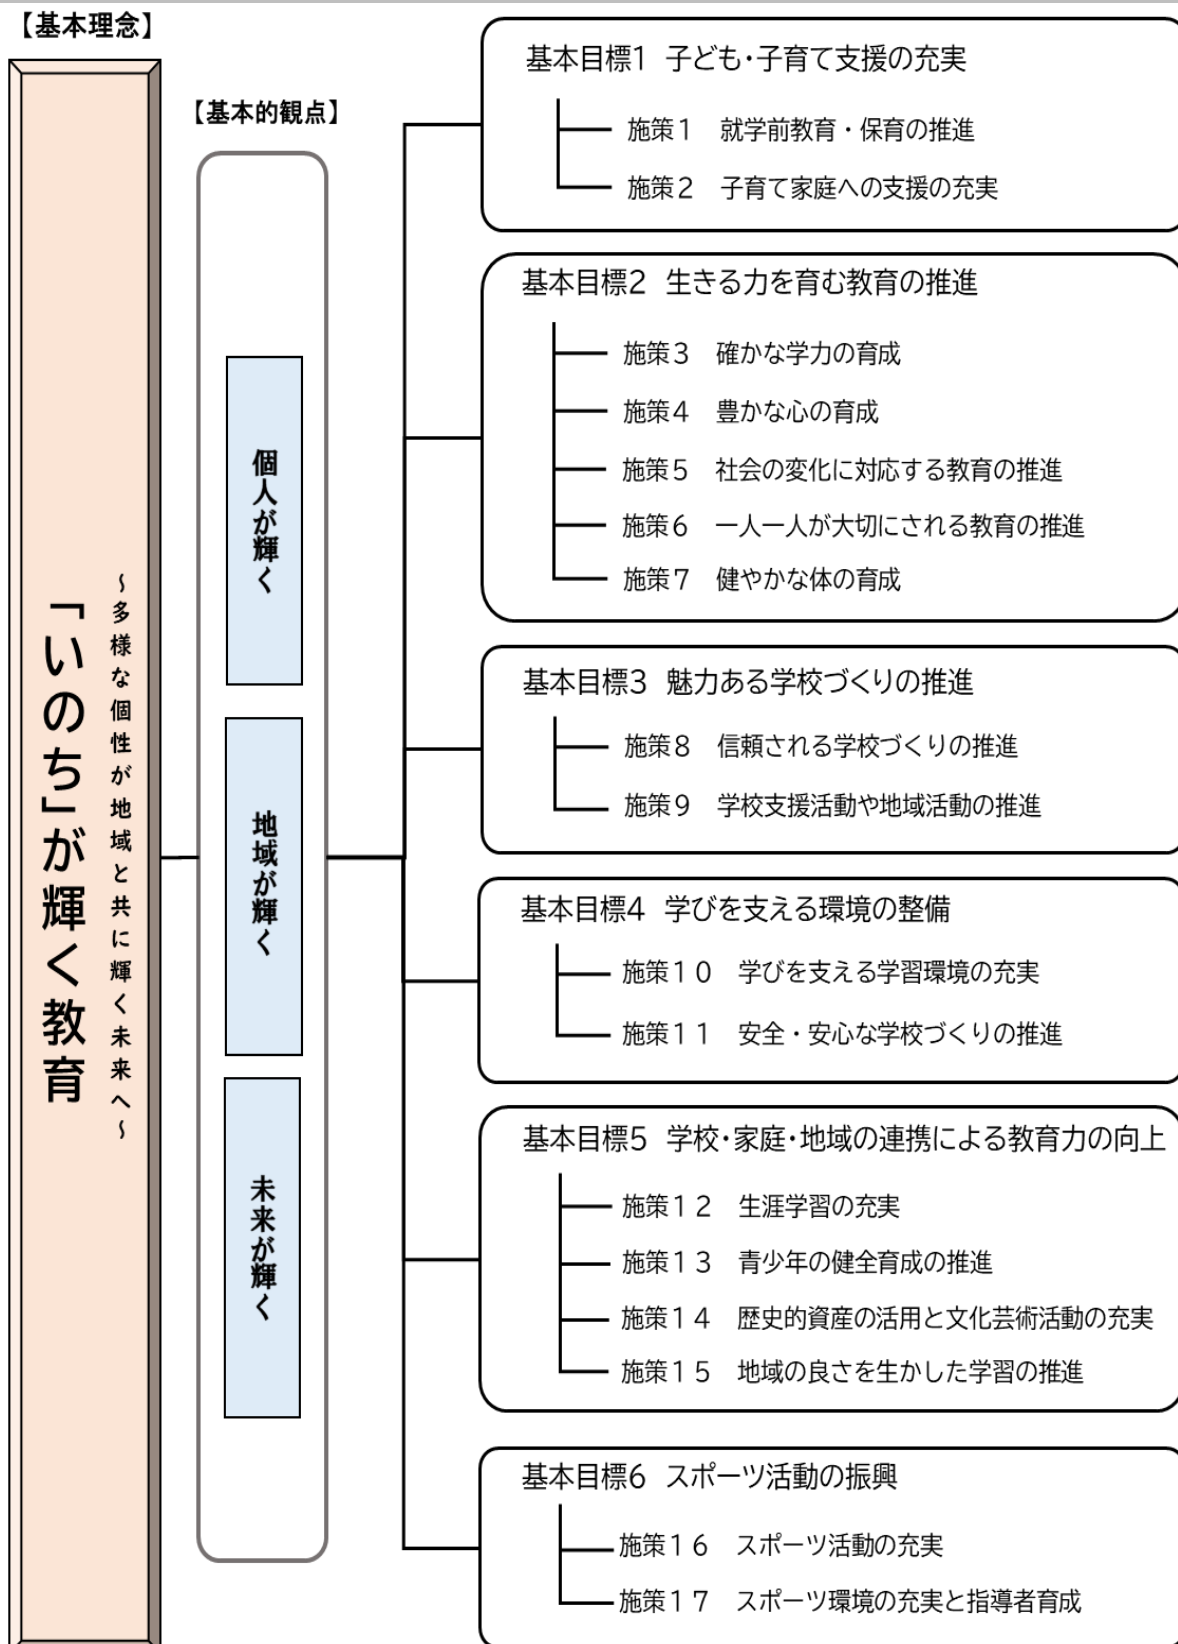 【基本理念】
「いのち」が輝く教育
～多様な個性が地域と共に輝く未来へ～
【基本的観点】
個人が輝く
地域が輝く
未来が輝く
基本目標1 子ども･子育て支援の充実
施策１　就学前教育・保育の推進
施策２　子育て家庭への支援の充実
基本目標2 生きる力を育む教育の推進
施策３　確かな学力の育成
施策４　豊かな心の育成
施策５　社会の変化に対応する教育の推進
施策６　一人一人が大切にされる教育の推進
施策７　健やかな体の育成
基本目標3 魅力ある学校づくりの推進
施策８　信頼される学校づくりの推進
施策９　学校支援活動や地域活動の推進
基本目標4 学びを支える環境の整備
施策１０　学びを支える学習環境の充実
施策１１　安全・安心な学校づくりの推進
基本目標5 学校･家庭･地域の連携による教育力の向上
施策１２　生涯学習の充実
施策１３　青少年の健全育成の推進
施策１４　歴史的資産の活用と文化芸術活動の充実
施策１５　地域の良さを生かした学習の推進
基本目標6 スポーツ活動の振興
施策１６　スポーツ活動の充実
施策１７　スポーツ環境の充実と指導者育成